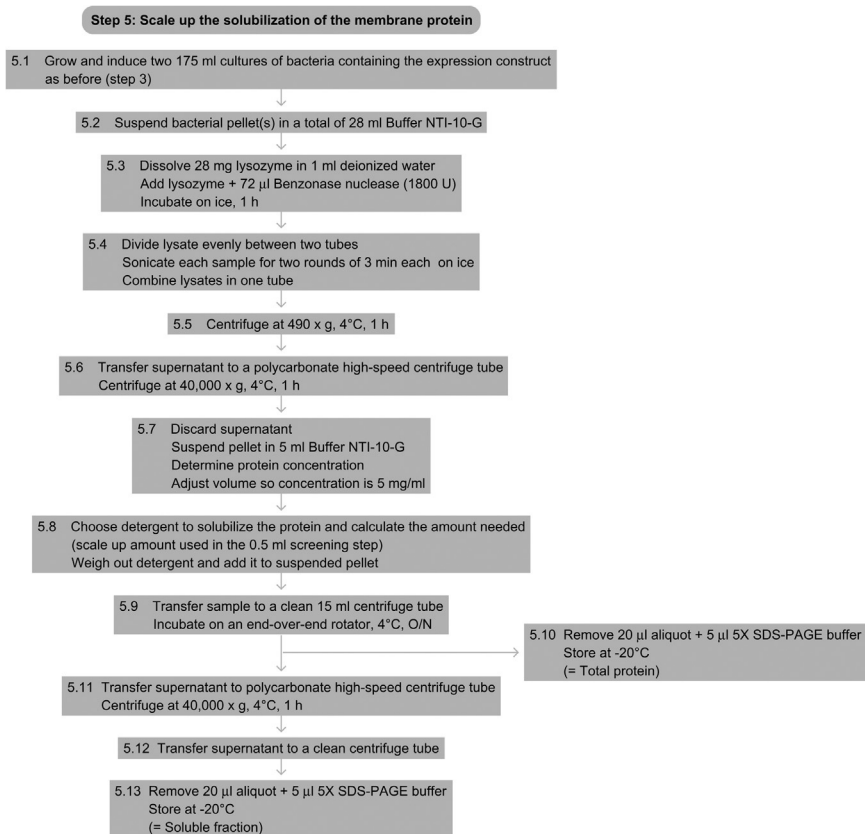 Step 5: Scale up the solubilization of the membrane protein
5.1 Grow and induce two 175 ml cultures of bacteria containing the expression construct
as before (step 3)
5.2 Suspend bacterial pellet(s) in a total of 28 ml Buffer NTI-10-G
5.3 Dissolve 28 mg lysozyme in 1 ml deionized water
Add lysozyme + 72 µl Benzonase nuclease (1800 U)
Incubate on ice, 1 h
5.4 Divide lysate evenly between two tubes
Sonicate each sample for two rounds of 3 min each on ice
Combine lysates in one tube
5.5 Centrifuge at 490 x g, 4°C, 1 h
5.6 Transfer supernatant to a polycarbonate high-speed centrifuge tube
Centrifuge at 40,000 x g, 4°C, 1 h
5.7 Discard supernatant
Suspend pellet in 5 ml Buffer NTI-10-G
Determine protein concentration
Adjust volume so concentration is 5 mg/ml
5.8 Choose detergent to solubilize the protein and calculate the amount needed
(scale up amount used in the 0.5 ml screening step)
Weigh out detergent and add it to suspended pellet
5.9 Transfer sample to a clean 15 ml centrifuge tube
Incubate on an end-over-end rotator, 4°C, O/N
5.10 Remove 20 µl aliquot + 5 µl 5X SDS-PAGE buffer
Store at -20°C
(= Total protein)
5.11 Transfer supernatant to polycarbonate high-speed centrifuge tube
Centrifuge at 40,000 x g, 4°C, 1 h
5.12 Transfer supernatant to a clean centrifuge tube
5.13 Remove 20 µl aliquot + 5 µl 5X SDS-PAGE buffer
Store at -20°C
(= Soluble fraction)